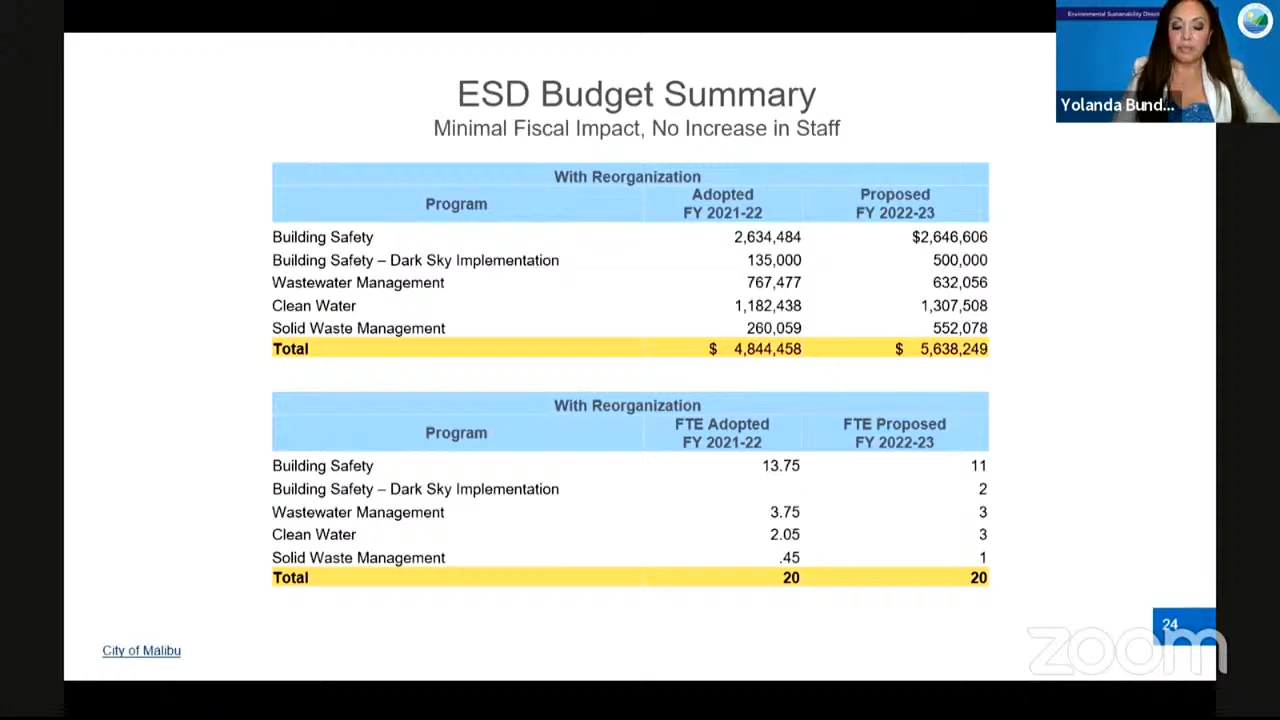 Environmental Sustainability Direct
Yolanda Bund...
ESD Budget Summary
Minimal Fiscal Impact, No Increase in Staff
With Reorganization
Program Adopted FY 2021-22 Proposed FY 2022-23
Building Safety 2,634,484 $2,646,606
Building Safety – Dark Sky Implementation 135,000 500,000
Wastewater Management 767,477 632,056
Clean Water 1,182,438 1,307,508
Solid Waste Management 260,059 552,078
Total $ 4,844,458 $ 5,638,249
With Reorganization
Program FTE Adopted FY 2021-22 FTE Proposed FY 2022-23
Building Safety 13.75 11
Building Safety – Dark Sky Implementation 2
Wastewater Management 3.75 3
Clean Water 2.05 3
Solid Waste Management .45 1
Total 20 20
24
City of Malibu
zoom